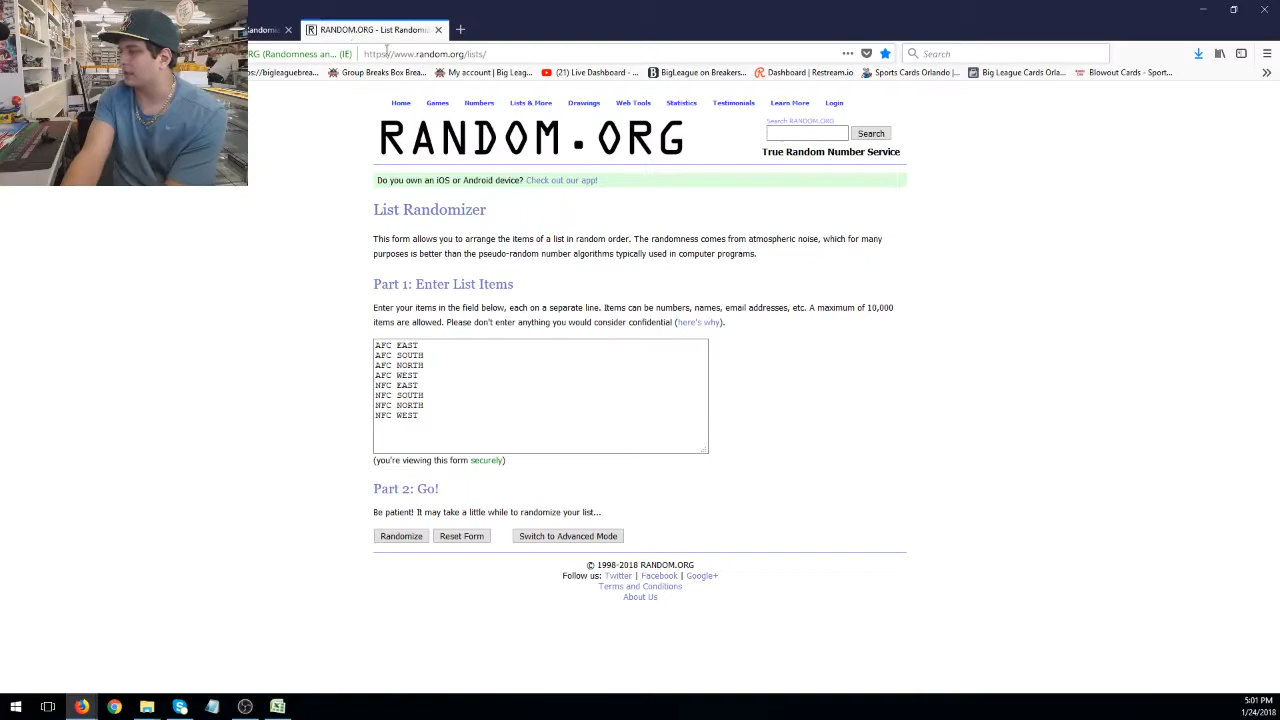 andomiz
RANDOM.ORG - List Randomiz
RG (Randomness an... (IE)
https://www.random.org/lists/
Search
s://bigleaguebrea...
Group Breaks Box Brea...
My account | Big Leag...
(21) Live Dashboard - ...
BigLeague on Breakers...
Dashboard | Restream.io
Sports Cards Orlando | ...
Big League Cards Orla...
Blowout Cards - Sport...
Home Games Numbers Lists & More Drawings Web Tools Statistics Testimonials Learn More Login
RANDOM.ORG
Search RANDOM.ORG
Search
True Random Number Service
Do you own an iOS or Android device? Check out our app!
List Randomizer
This form allows you to arrange the items of a list in random order. The randomness comes from atmospheric noise, which for many
purposes is better than the pseudo-random number algorithms typically used in computer programs.
Part 1: Enter List Items
Enter your items in the field below, each on a separate line. Items can be numbers, names, email addresses, etc. A maximum of 10,000
items are allowed. Please don't enter anything you would consider confidential (here's why).
AFC EAST
AFC SOUTH
AFC NORTH
AFC WEST
NFC EAST
NFC SOUTH
NFC NORTH
NFC WEST
(you're viewing this form securely)
Part 2: Go!
Be patient! It may take a little while to randomize your list...
Randomize Reset Form Switch to Advanced Mode
© 1998-2018 RANDOM.ORG
Follow us: Twitter | Facebook | Google+
Terms and Conditions
About Us
5:01 PM
1/24/2018